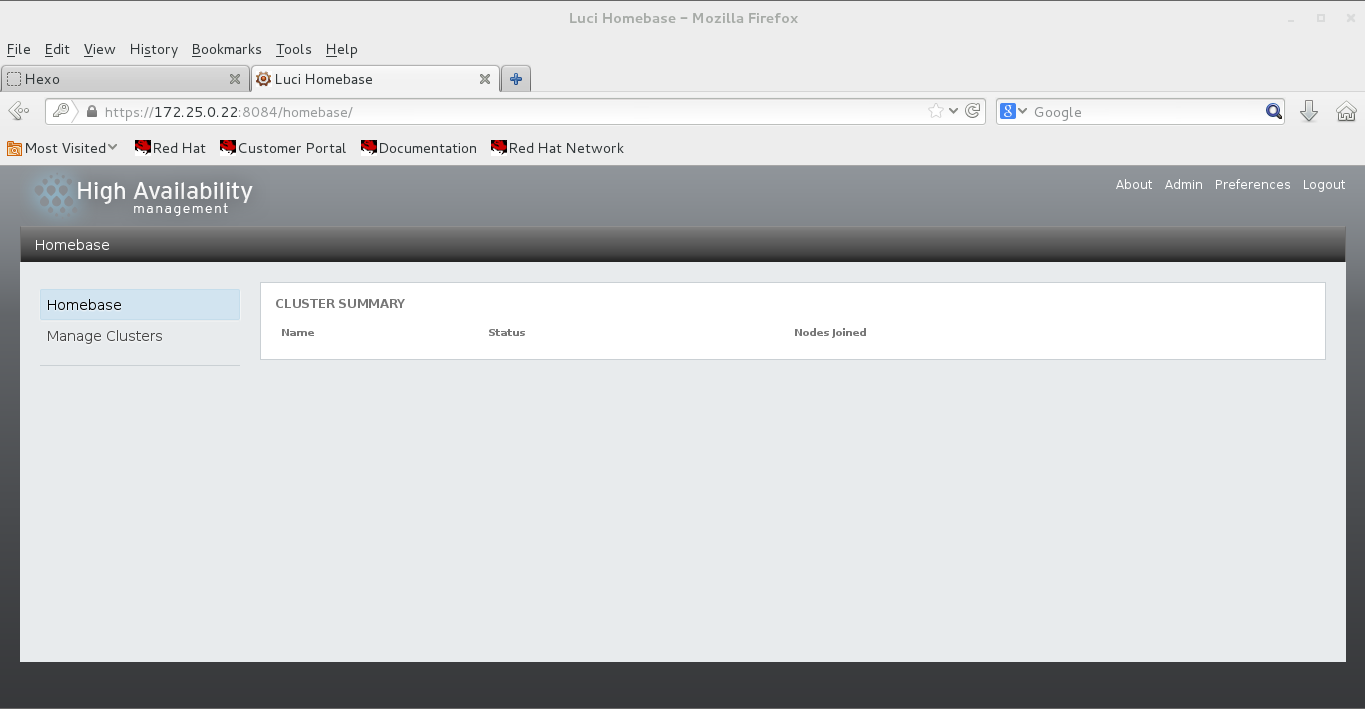 Luci Homebase - Mozilla Firefox
File Edit View History Bookmarks Tools Help
Hexo Luci Homebase
https://172.25.0.22:8084/homebase/ 8 Google
Most Visited Red Hat Customer Portal Documentation Red Hat Network
High Availability
management
About Admin Preferences Logout
Homebase
Homebase
Manage Clusters
CLUSTER SUMMARY
Name Status Nodes Joined